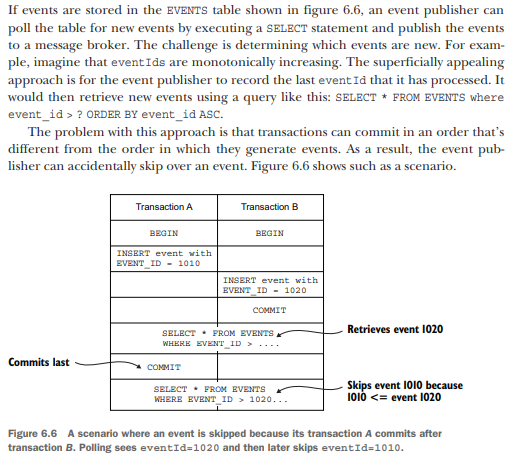 If events are stored in the EVENTS table shown in figure 6.6, an event publisher can
poll the table for new events by executing a SELECT statement and publish the events
to a message broker. The challenge is determining which events are new. For exam-
ple, imagine that eventIds are monotonically increasing. The superficially appealing
approach is for the event publisher to record the last eventId that it has processed. It
would then retrieve new events using a query like this: SELECT * FROM EVENTS where
event_id > ? ORDER BY event_id ASC.
The problem with this approach is that transactions can commit in an order that's
different from the order in which they generate events. As a result, the event pub-
lisher can accidentally skip over an event. Figure 6.6 shows such as a scenario.
Transaction A
Transaction B
BEGIN
BEGIN
INSERT event with
EVENT_ID = 1010
INSERT event with
EVENT_ID = 1020
COMMIT
SELECT * FROM EVENTS
WHERE EVENT_ID > ....
Retrieves event 1020
Commits last
COMMIT
SELECT * FROM EVENTS
WHERE EVENT_ID > 1020...
Skips event 1010 because
1010 <= event 1020
Figure 6.6 A scenario where an event is skipped because its transaction A commits after
transaction B. Polling sees eventId=1020 and then later skips eventId=1010.